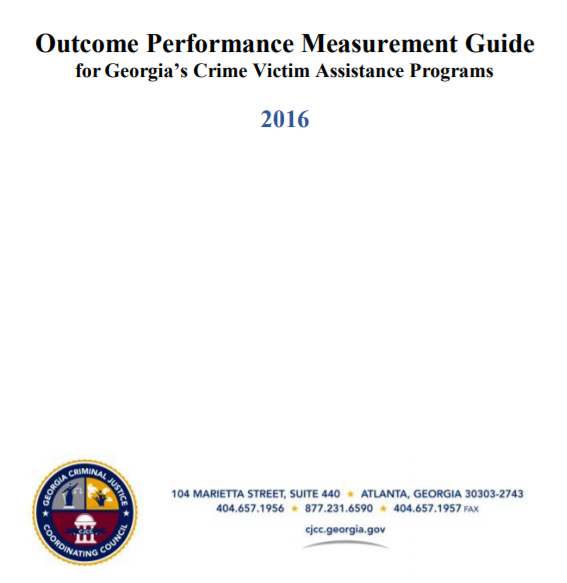 Outcome Performance Measurement Guide
for Georgia's Crime Victim Assistance Programs
2016
GEORGIA CRIMINAL JUSTICE
CJCC
COORDINATING COUNCIL
104 MARIETTA STREET, SUITE 440 ★ ATLANTA, GEORGIA 30303-2743
404.657.1956 ★ 877.231.6590 ★ 404.657.1957 FAX
cjcc.georgia.gov